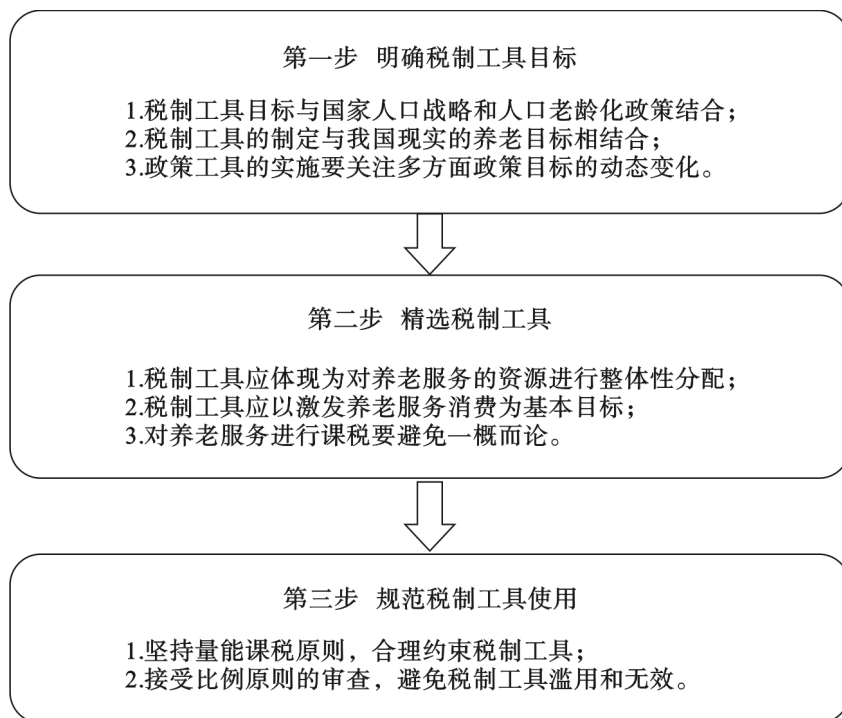 第一步 明确税制工具目标
1.税制工具目标与国家人口战略和人口老龄化政策结合；
2.税制工具的制定与我国现实的养老目标相结合；
3.政策工具的实施要关注多方面政策目标的动态变化。
第二步 精选税制工具
1.税制工具应体现为对养老服务的资源进行整体性分配；
2.税制工具应以激发养老服务消费为基本目标；
3.对养老服务进行课税要避免一概而论。
第三步 规范税制工具使用
1.坚持量能课税原则，合理约束税制工具；
2.接受比例原则的审查，避免税制工具滥用和无效。